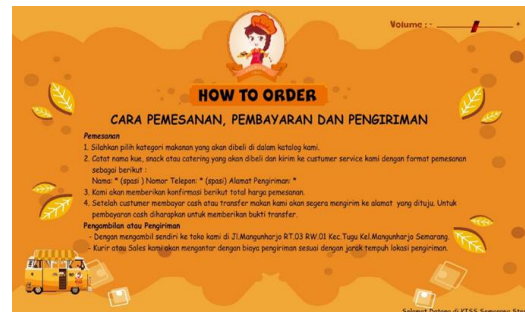 Volume : - +
HOW TO ORDER
CARA PEMESANAN, PEMBAYARAN DAN PENGIRIMAN
Pemesanan
1. Silahkan pilih kategori makanan yang akan dibeli di dalam katalog kami.
2. Catat nama kue, snack atau catering yang akan dibeli dan kirim ke custumer service kami dengan format pemesanan
sebagai berikut :
Nama: * (spasi ) Nomor Telepon: * (spasi) Alamat Pengiriman: *
3. Kami akan memberikan konfirmasi berikut total harga pemesanan.
4. Setelah custumer membayar cash atau transfer makan kami akan segera mengirim ke alamat yang dituju. Untuk
pembayaran cash diharapkan untuk memberikan bukti transfer.
Pengambilan atau Pengiriman
- Dengan mengambil sendiri ke toko kami di Jl.Mangunharjo RT.03 RW.01 Kec.Tugu Kel.Mangunharjo Semarang.
- Kurir atau Sales kami akan mengantar dengan biaya pengiriman sesuai dengan jarak tempuh lokasi pengiriman.
Selamat Datang di KTSS Semarang